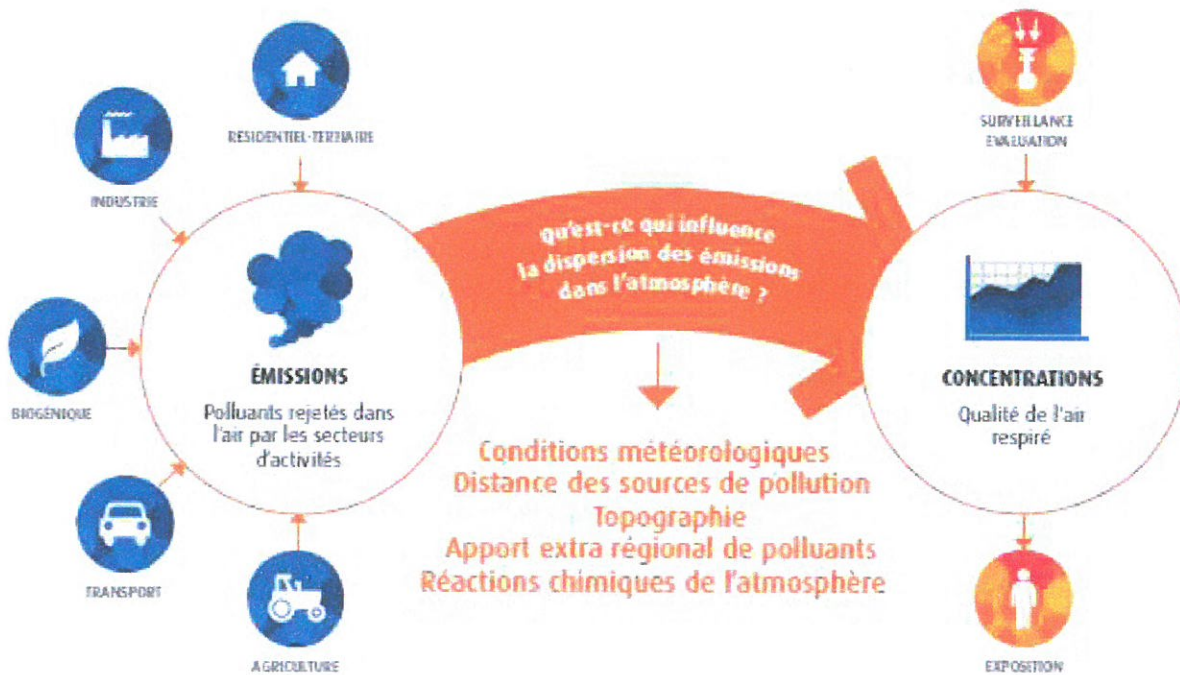 RÉSIDENTIEL-TERTIAIRE
INDUSTRIE
BIOGÉNIQUE
TRANSPORT
AGRICULTURE
ÉMISSIONS
Polluants rejetés dans
l'air par les secteurs
d'activités
Qu'est-ce qui influence
la dispersion des émissions
dans l'atmosphère ?
Conditions météorologiques
Distance des sources de pollution
Topographie
Apport extra régional de polluants
Réactions chimiques de l'atmosphère
SURVEILLANCE
EVALUATION
CONCENTRATIONS
Qualité de l'air
respiré
EXPOSITION